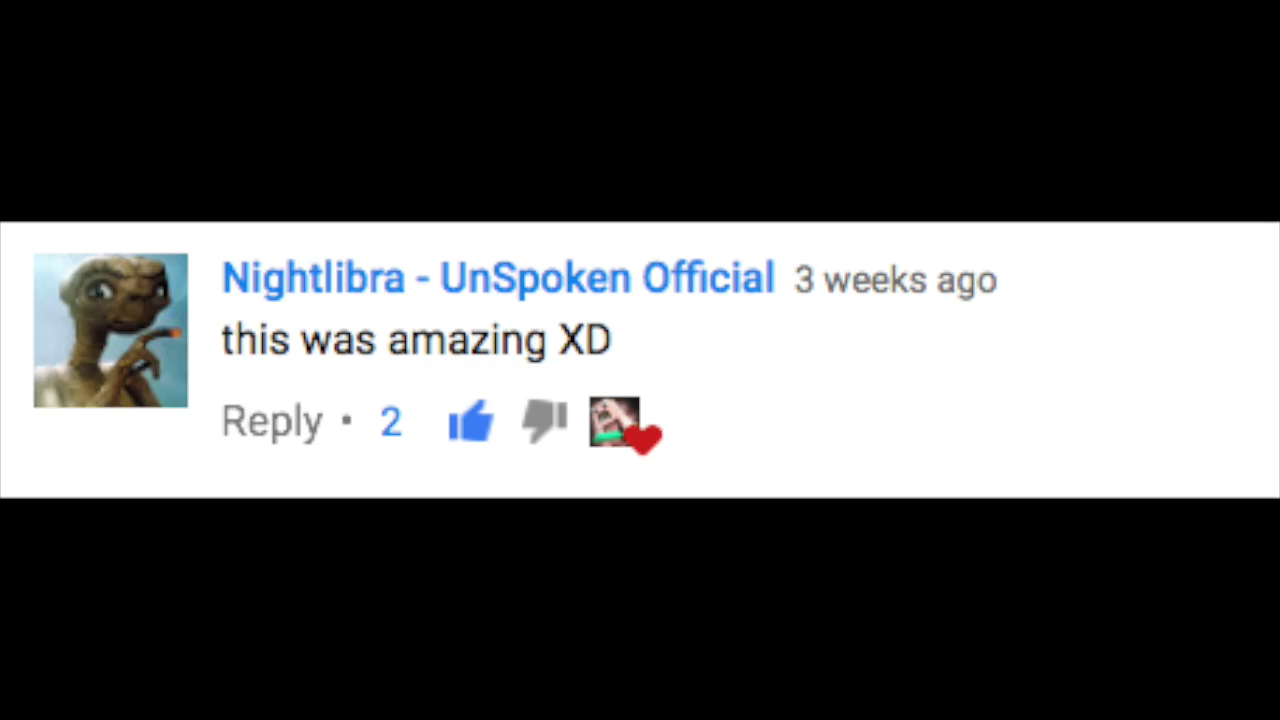 Nightlibra - UnSpoken Official 3 weeks ago
this was amazing XD
Reply • 2